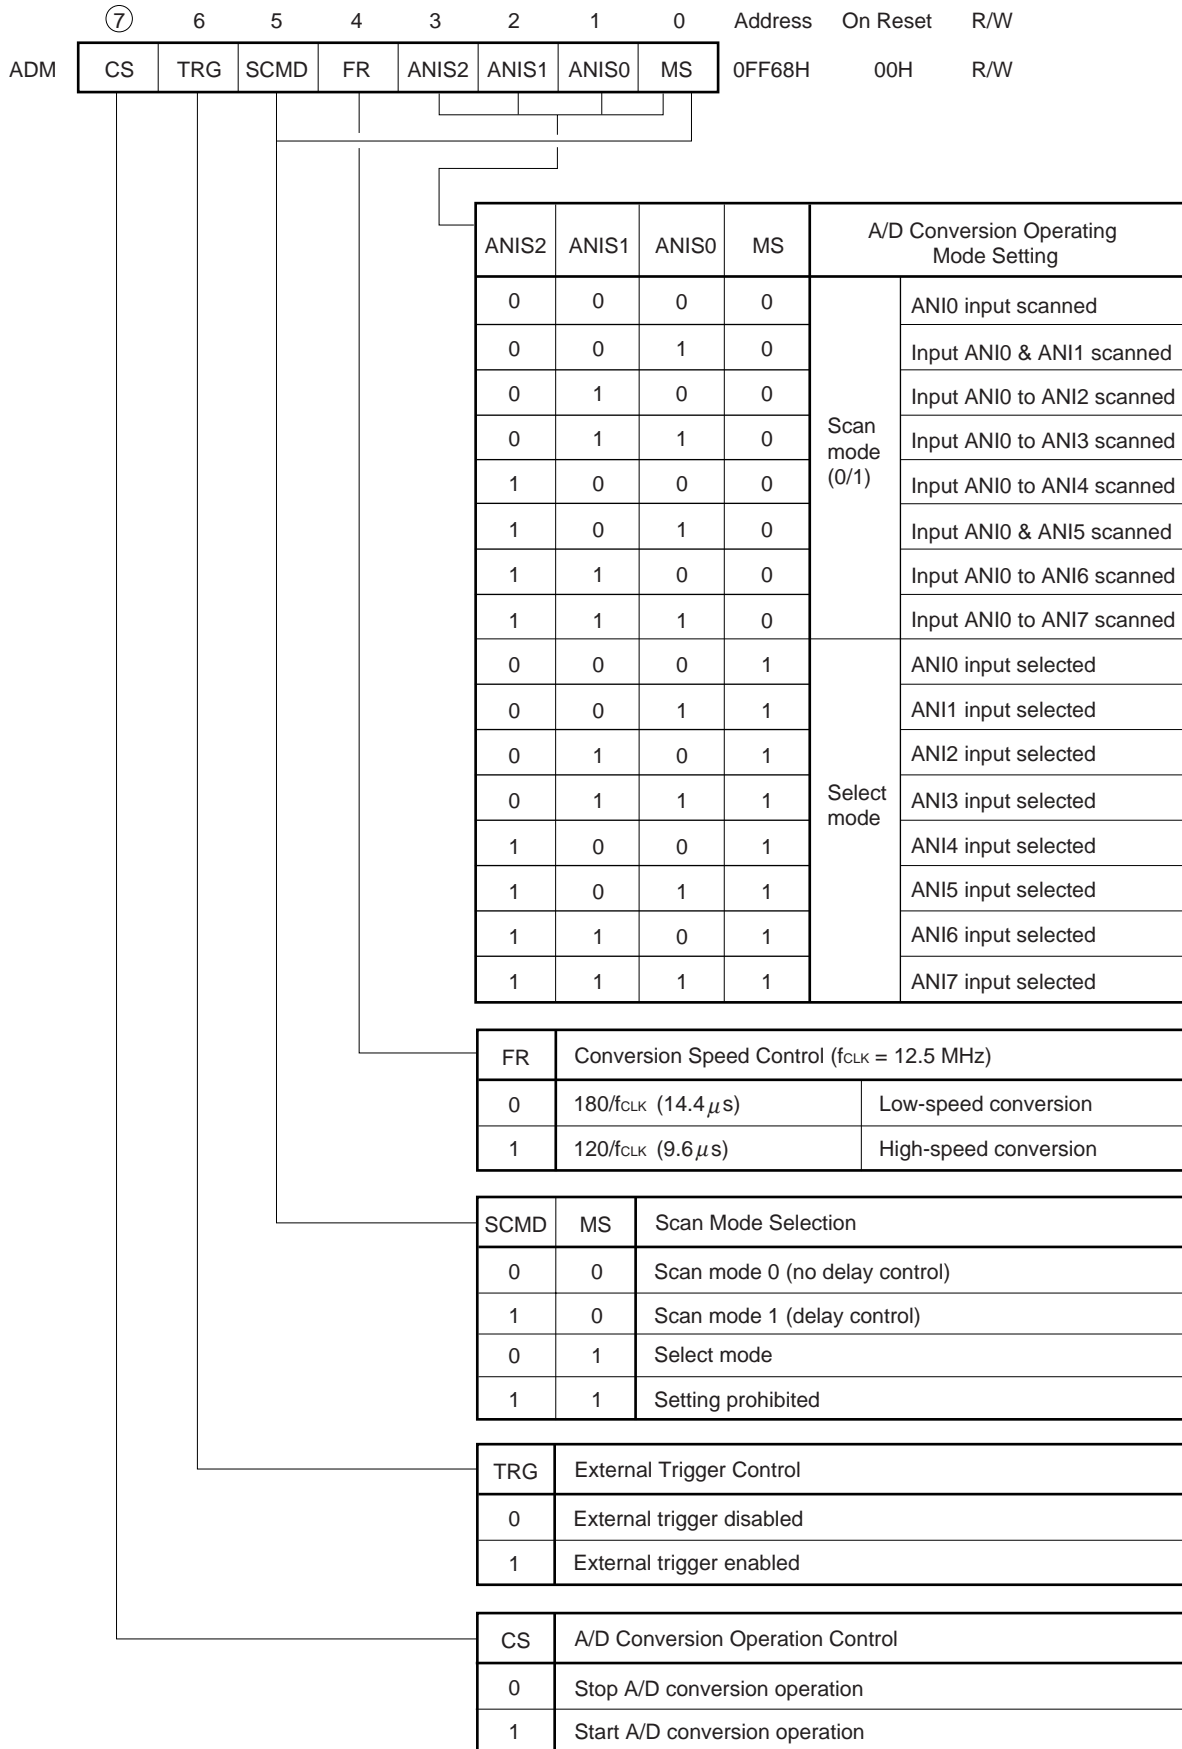 7 6 5 4 3 2 1 0 Address On Reset R/W
ADM CS TRG SCMD FR ANIS2 ANIS1 ANIS0 MS 0FF68H 00H R/W
ANIS2 ANIS1 ANIS0 MS A/D Conversion Operating
Mode Setting
0 0 0 0 ANI0 input scanned
0 0 1 0 Input ANI0 & ANI1 scanned
0 1 0 0 Input ANI0 to ANI2 scanned
Scan
mode
(0/1)
0 1 1 0 Input ANI0 to ANI3 scanned
1 0 0 0 Input ANI0 to ANI4 scanned
1 0 1 0 Input ANI0 & ANI5 scanned
1 1 0 0 Input ANI0 to ANI6 scanned
1 1 1 0 Input ANI0 to ANI7 scanned
0 0 0 1 ANI0 input selected
0 0 1 1 ANI1 input selected
0 1 0 1 ANI2 input selected
Select
mode
0 1 1 1 ANI3 input selected
1 0 0 1 ANI4 input selected
1 0 1 1 ANI5 input selected
1 1 0 1 ANI6 input selected
1 1 1 1 ANI7 input selected
FR Conversion Speed Control (fCLK = 12.5 MHz)
0 180/fCLK (14.4 μs) Low-speed conversion
1 120/fCLK (9.6 μs) High-speed conversion
SCMD MS Scan Mode Selection
0 0 Scan mode 0 (no delay control)
1 0 Scan mode 1 (delay control)
0 1 Select mode
1 1 Setting prohibited
TRG External Trigger Control
0 External trigger disabled
1 External trigger enabled
CS A/D Conversion Operation Control
0 Stop A/D conversion operation
1 Start A/D conversion operation